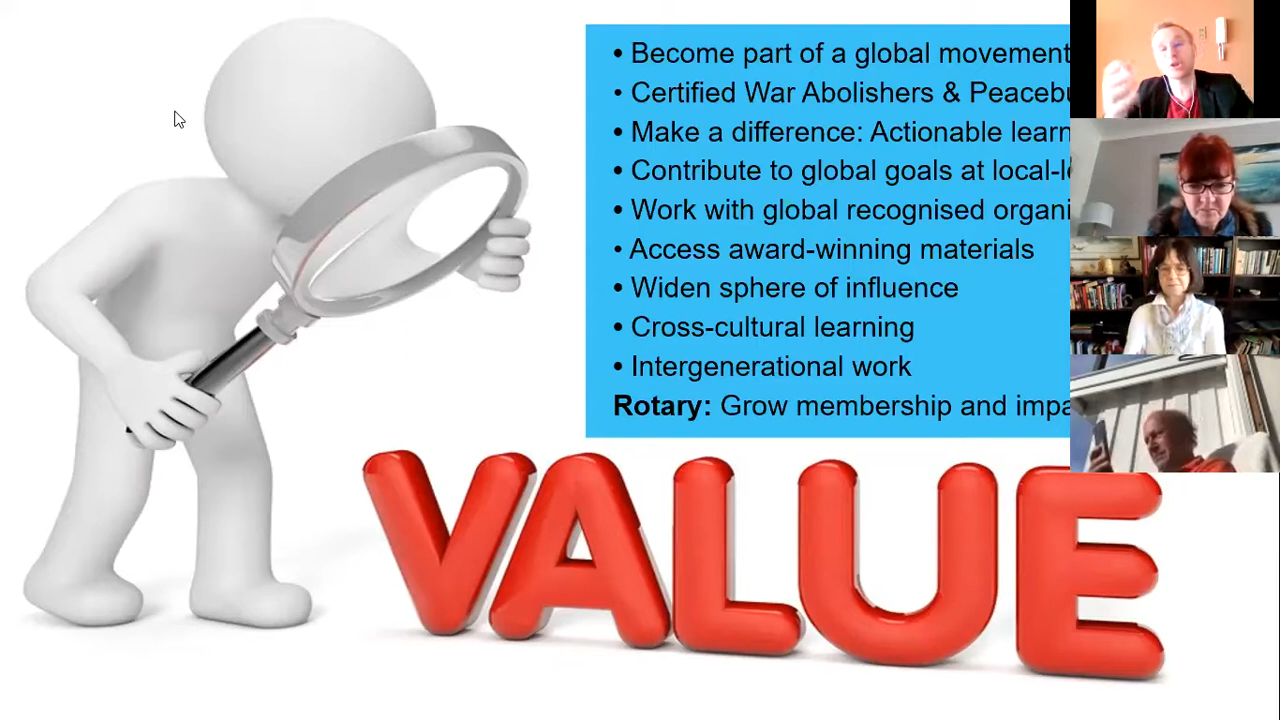 • Become part of a global movement
• Certified War Abolishers & Peacebu
• Make a difference: Actionable learn
• Contribute to global goals at local-l
• Work with global recognised organi
• Access award-winning materials
• Widen sphere of influence
• Cross-cultural learning
• Intergenerational work
Rotary: Grow membership and impa
VALUE